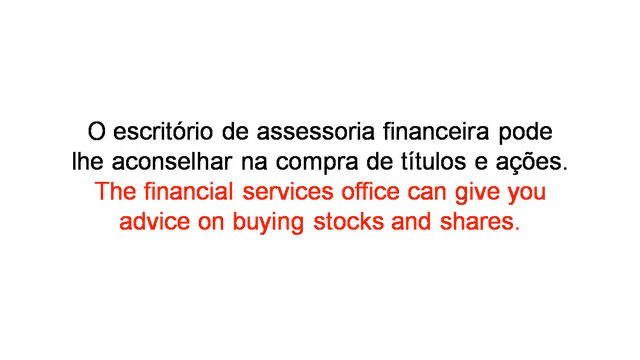 O escritório de assessoria financeira pode
lhe aconselhar na compra de títulos e ações.
The financial services office can give you
advice on buying stocks and shares.